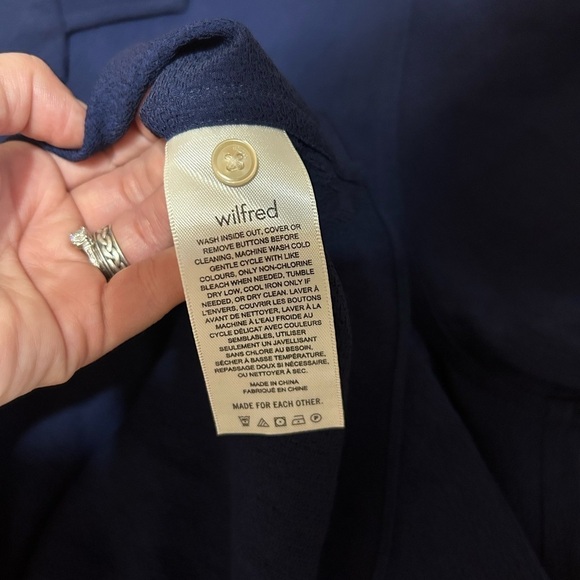 wilfred
WASH INSIDE OUT, COVER OR
REMOVE BUTTONS BEFORE
CLEANING, MACHINE WASH COLD
GENTLE CYCLE WITH LIKE
COLOURS, ONLY NON-CHLORINE
BLEACH WHEN NEEDED, TUMBLE
DRY LOW, COOL IRON ONLY IF
NEEDED, OR DRY CLEAN. LAVER À
L'ENVERS, COUVRIR LES BOUTONS
AVANT DE NETTOYER, LAVER À LA
MACHINE À L'EAU FROIDE AU
CYCLE DÉLICAT AVEC COULEURS
SEMBLABLES, UTILISER
SEULEMENT UN JAVELLISANT
SANS CHLORE AU BESOIN,
SÉCHER À BASSE TEMPÉRATURE,
REPASSAGE DOUX SI NÉCESSAIRE,
OU NETTOYER À SEC.
MADE IN CHINA
FABRIQUÉ EN CHINE
MADE FOR EACH OTHER.